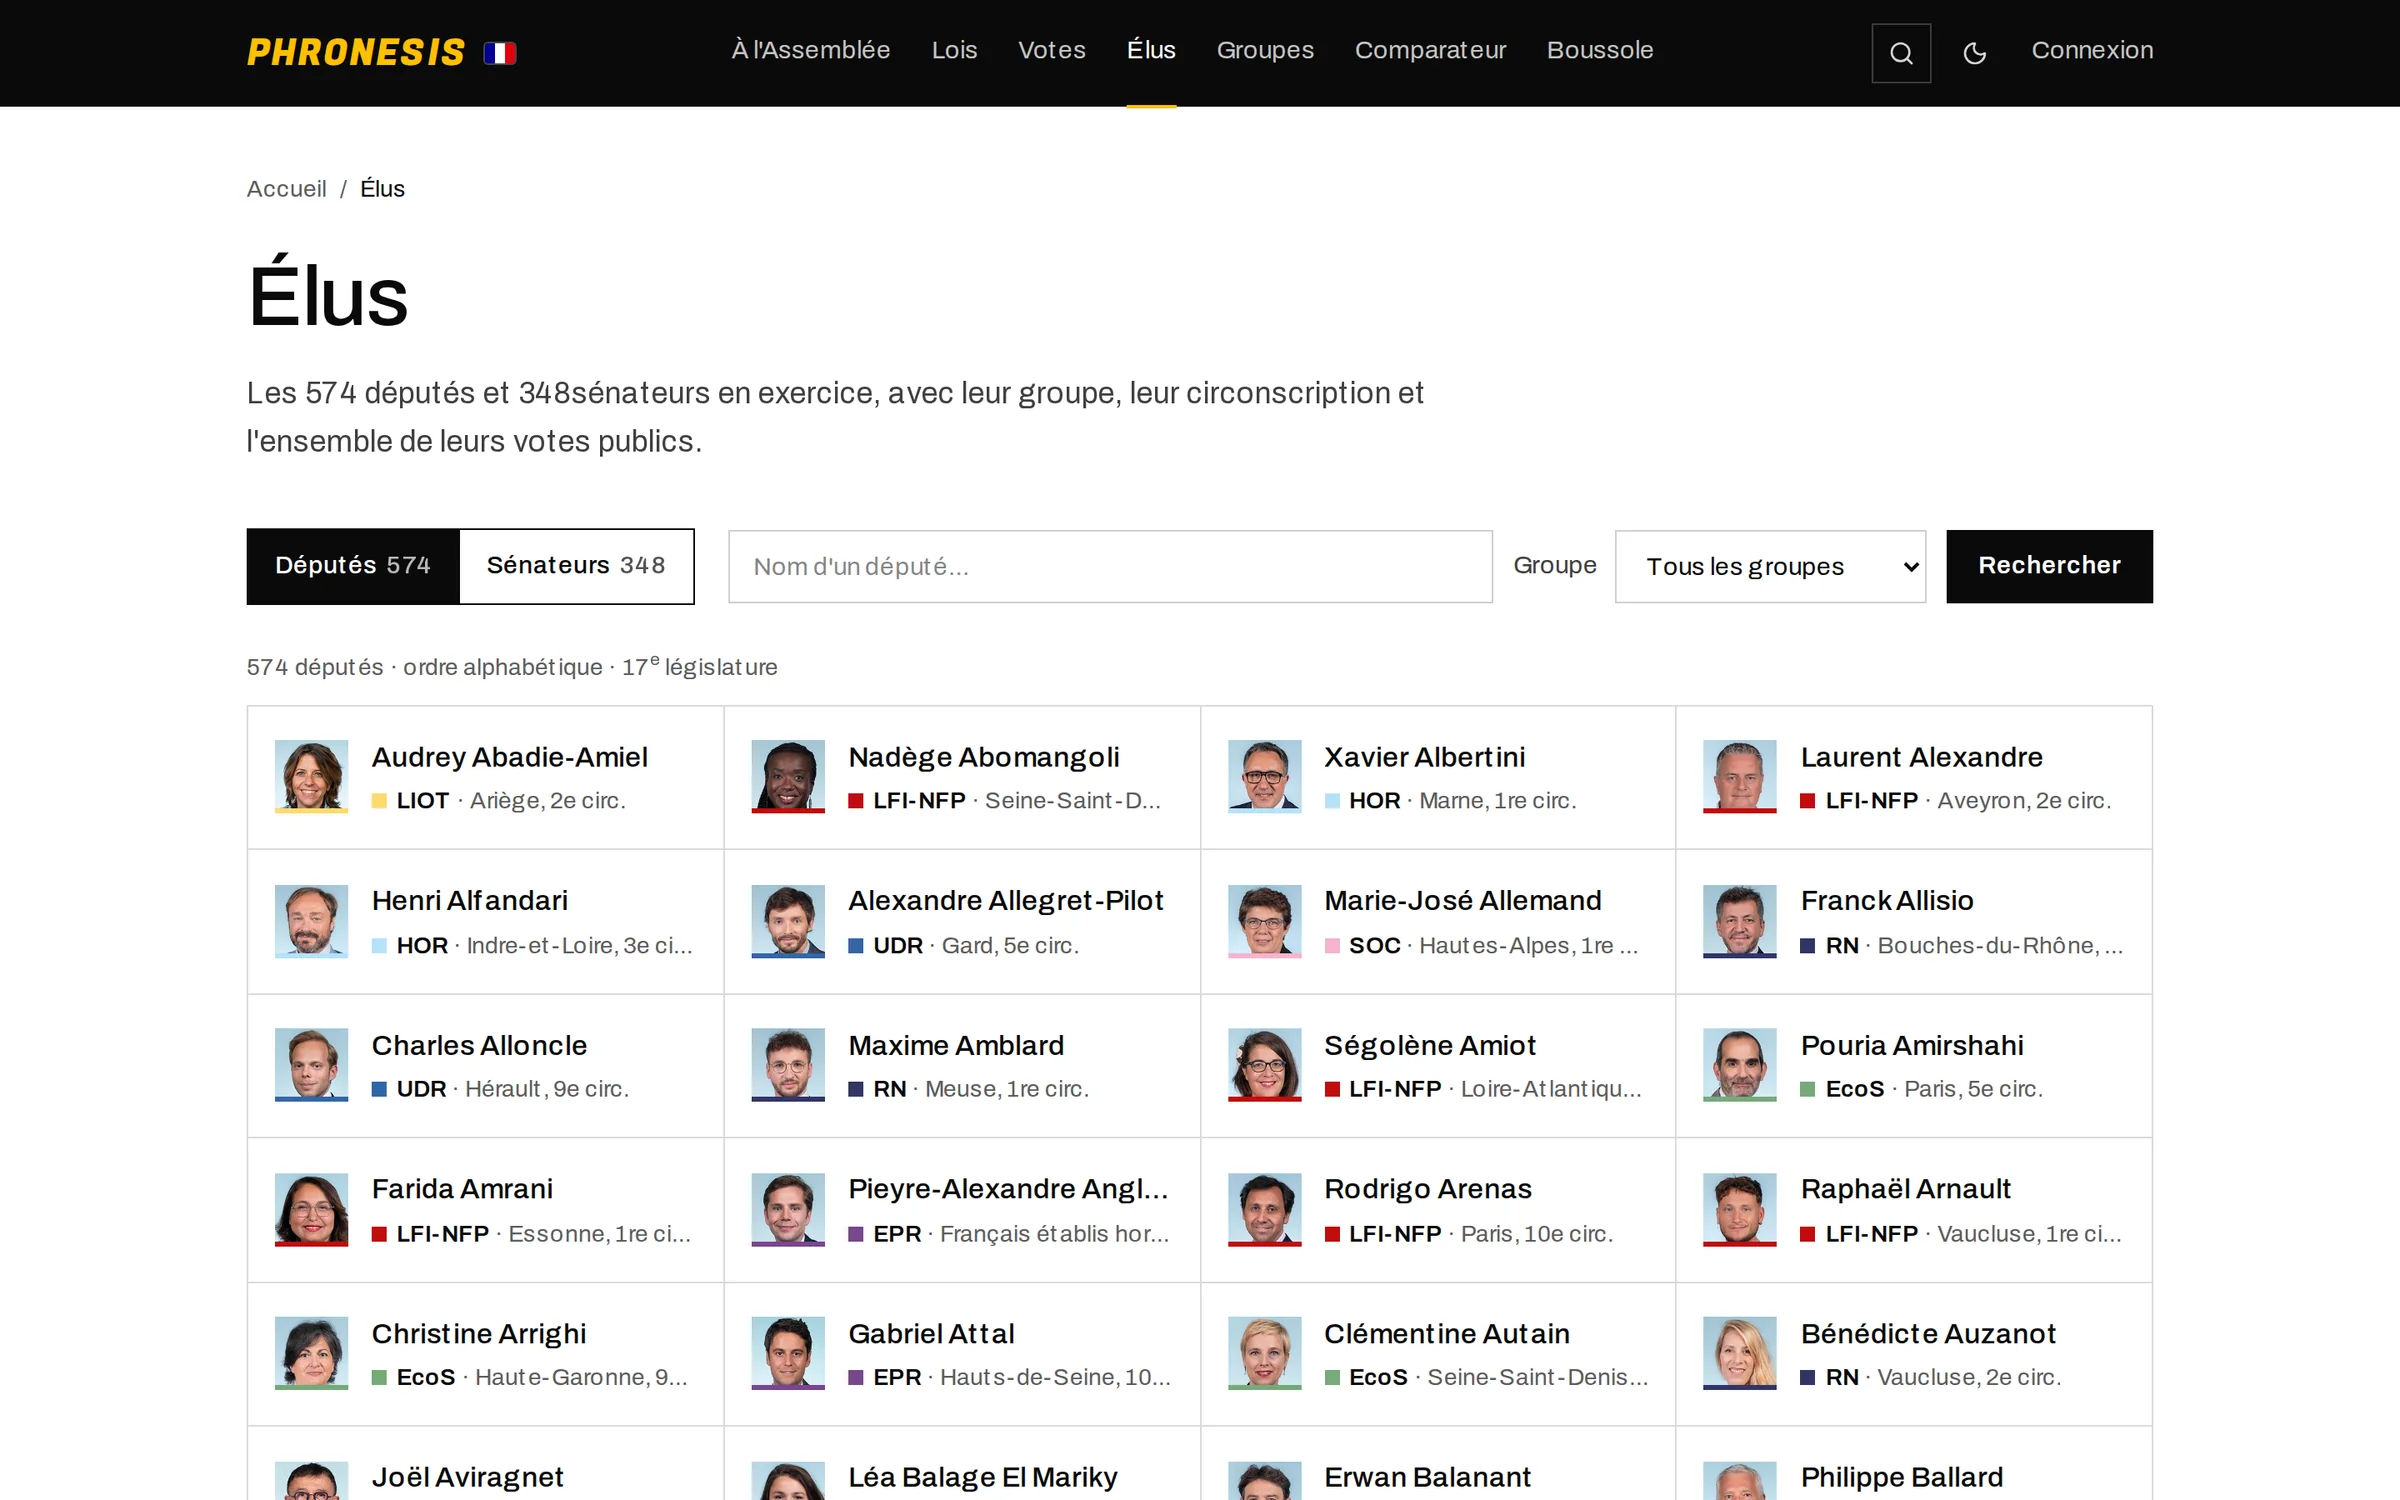 PHRONESIS À l'Assemblée Lois Votes Élus Groupes Comparateur Boussole Connexion
Accueil / Élus
Élus
Les 574 députés et 348sénateurs en exercice, avec leur groupe, leur circonscription et
l'ensemble de leurs votes publics.
Députés 574 Sénateurs 348 Nom d'un député… Groupe Tous les groupes Rechercher
574 députés · ordre alphabétique · 17e législature
Audrey Abadie-Amiel
LIOT · Ariège, 2e circ.
Nadège Abomangoli
LFI-NFP · Seine-Saint-D…
Xavier Albertini
HOR · Marne, 1re circ.
Laurent Alexandre
LFI-NFP · Aveyron, 2e circ.
Henri Alfandari
HOR · Indre-et-Loire, 3e ci…
Alexandre Allegret-Pilot
UDR · Gard, 5e circ.
Marie-José Allemand
SOC · Hautes-Alpes, 1re …
Franck Allisio
RN · Bouches-du-Rhône, …
Charles Alloncle
UDR · Hérault, 9e circ.
Maxime Amblard
RN · Meuse, 1re circ.
Ségolène Amiot
LFI-NFP · Loire-Atlantiqu…
Pouria Amirshahi
EcoS · Paris, 5e circ.
Farida Amrani
LFI-NFP · Essonne, 1re ci…
Pieyre-Alexandre Angl…
EPR · Français établis hor…
Rodrigo Arenas
LFI-NFP · Paris, 10e circ.
Raphaël Arnault
LFI-NFP · Vaucluse, 1re ci…
Christine Arrighi
EcoS · Haute-Garonne, 9…
Gabriel Attal
EPR · Hauts-de-Seine, 10…
Clémentine Autain
EcoS · Seine-Saint-Denis…
Bénédicte Auzanot
RN · Vaucluse, 2e circ.
Joël Aviragnet
Léa Balage El Mariky
Erwan Balanant
Philippe Ballard